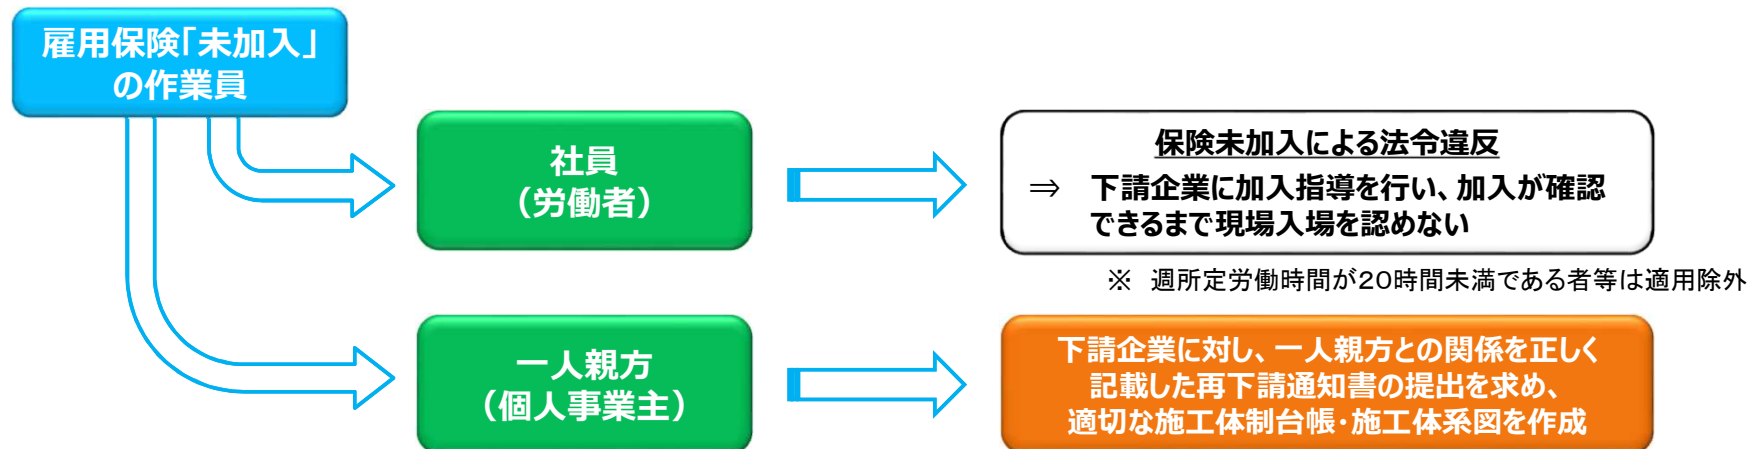 雇用保険「未加入」
の作業員
社員
（労働者）
保険未加入による法令違反
⇒　下請企業に加入指導を行い、加入が確認
できるまで現場入場を認めない
※　週所定労働時間が20時間未満である者等は適用除外
一人親方
（個人事業主）
下請企業に対し、一人親方との関係を正しく
記載した再下請通知書の提出を求め、
適切な施工体制台帳・施工体系図を作成